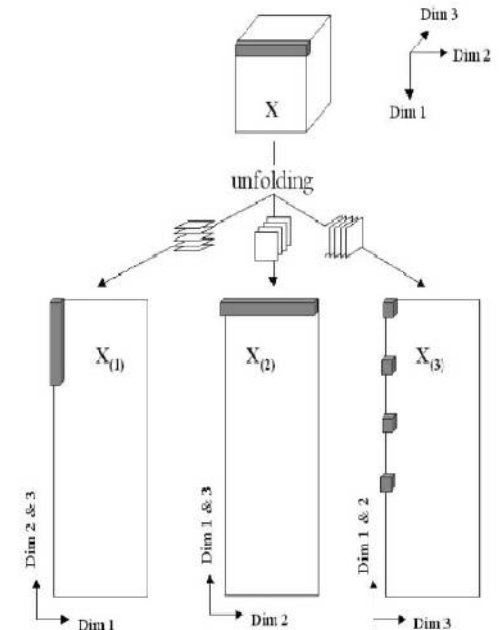 Dim 3
Dim 2
Dim 1
X
unfolding
X(1)
X(2)
X(3)
Dim 2 & 3
Dim 1 & 3
Dim 1 & 2
Dim 1
Dim 2
Dim 3